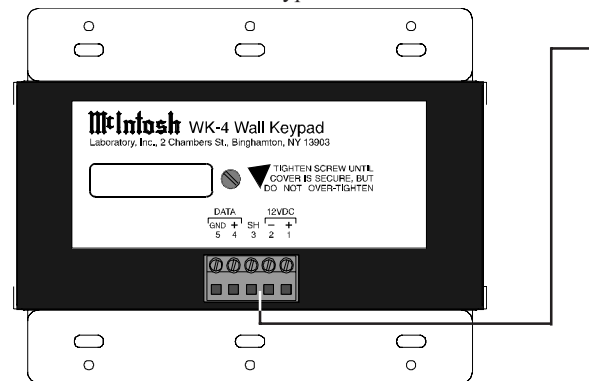 McIntosh WK-4 Wall Keypad
Laboratory, Inc., 2 Chambers St., Binghamton, NY 13903
TIGHTEN SCREW UNTIL
COVER IS SECURE, BUT
DO NOT OVER-TIGHTEN
DATA 12VDC
GND + SH − +
5 4 3 2 1